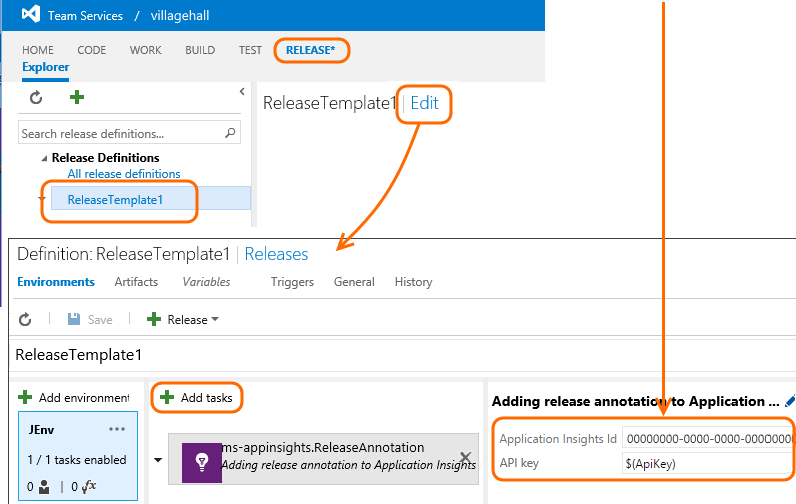 Team Services / villagehall
HOME CODE WORK BUILD TEST RELEASE*
Explorer
ReleaseTemplate1 | Edit
Search release definitions...
Release Definitions
All release definitions
ReleaseTemplate1
Definition: ReleaseTemplate1 | Releases
Environments Artifacts Variables Triggers General History
Save Release
ReleaseTemplate1
Add environment
Add tasks
Adding release annotation to Application ...
JEnv ...
1 / 1 tasks enabled
0 | 0
ms-appinsights.ReleaseAnnotation
Adding release annotation to Application Insights
Application Insights Id 00000000-0000-0000-00000000
API key $(ApiKey)